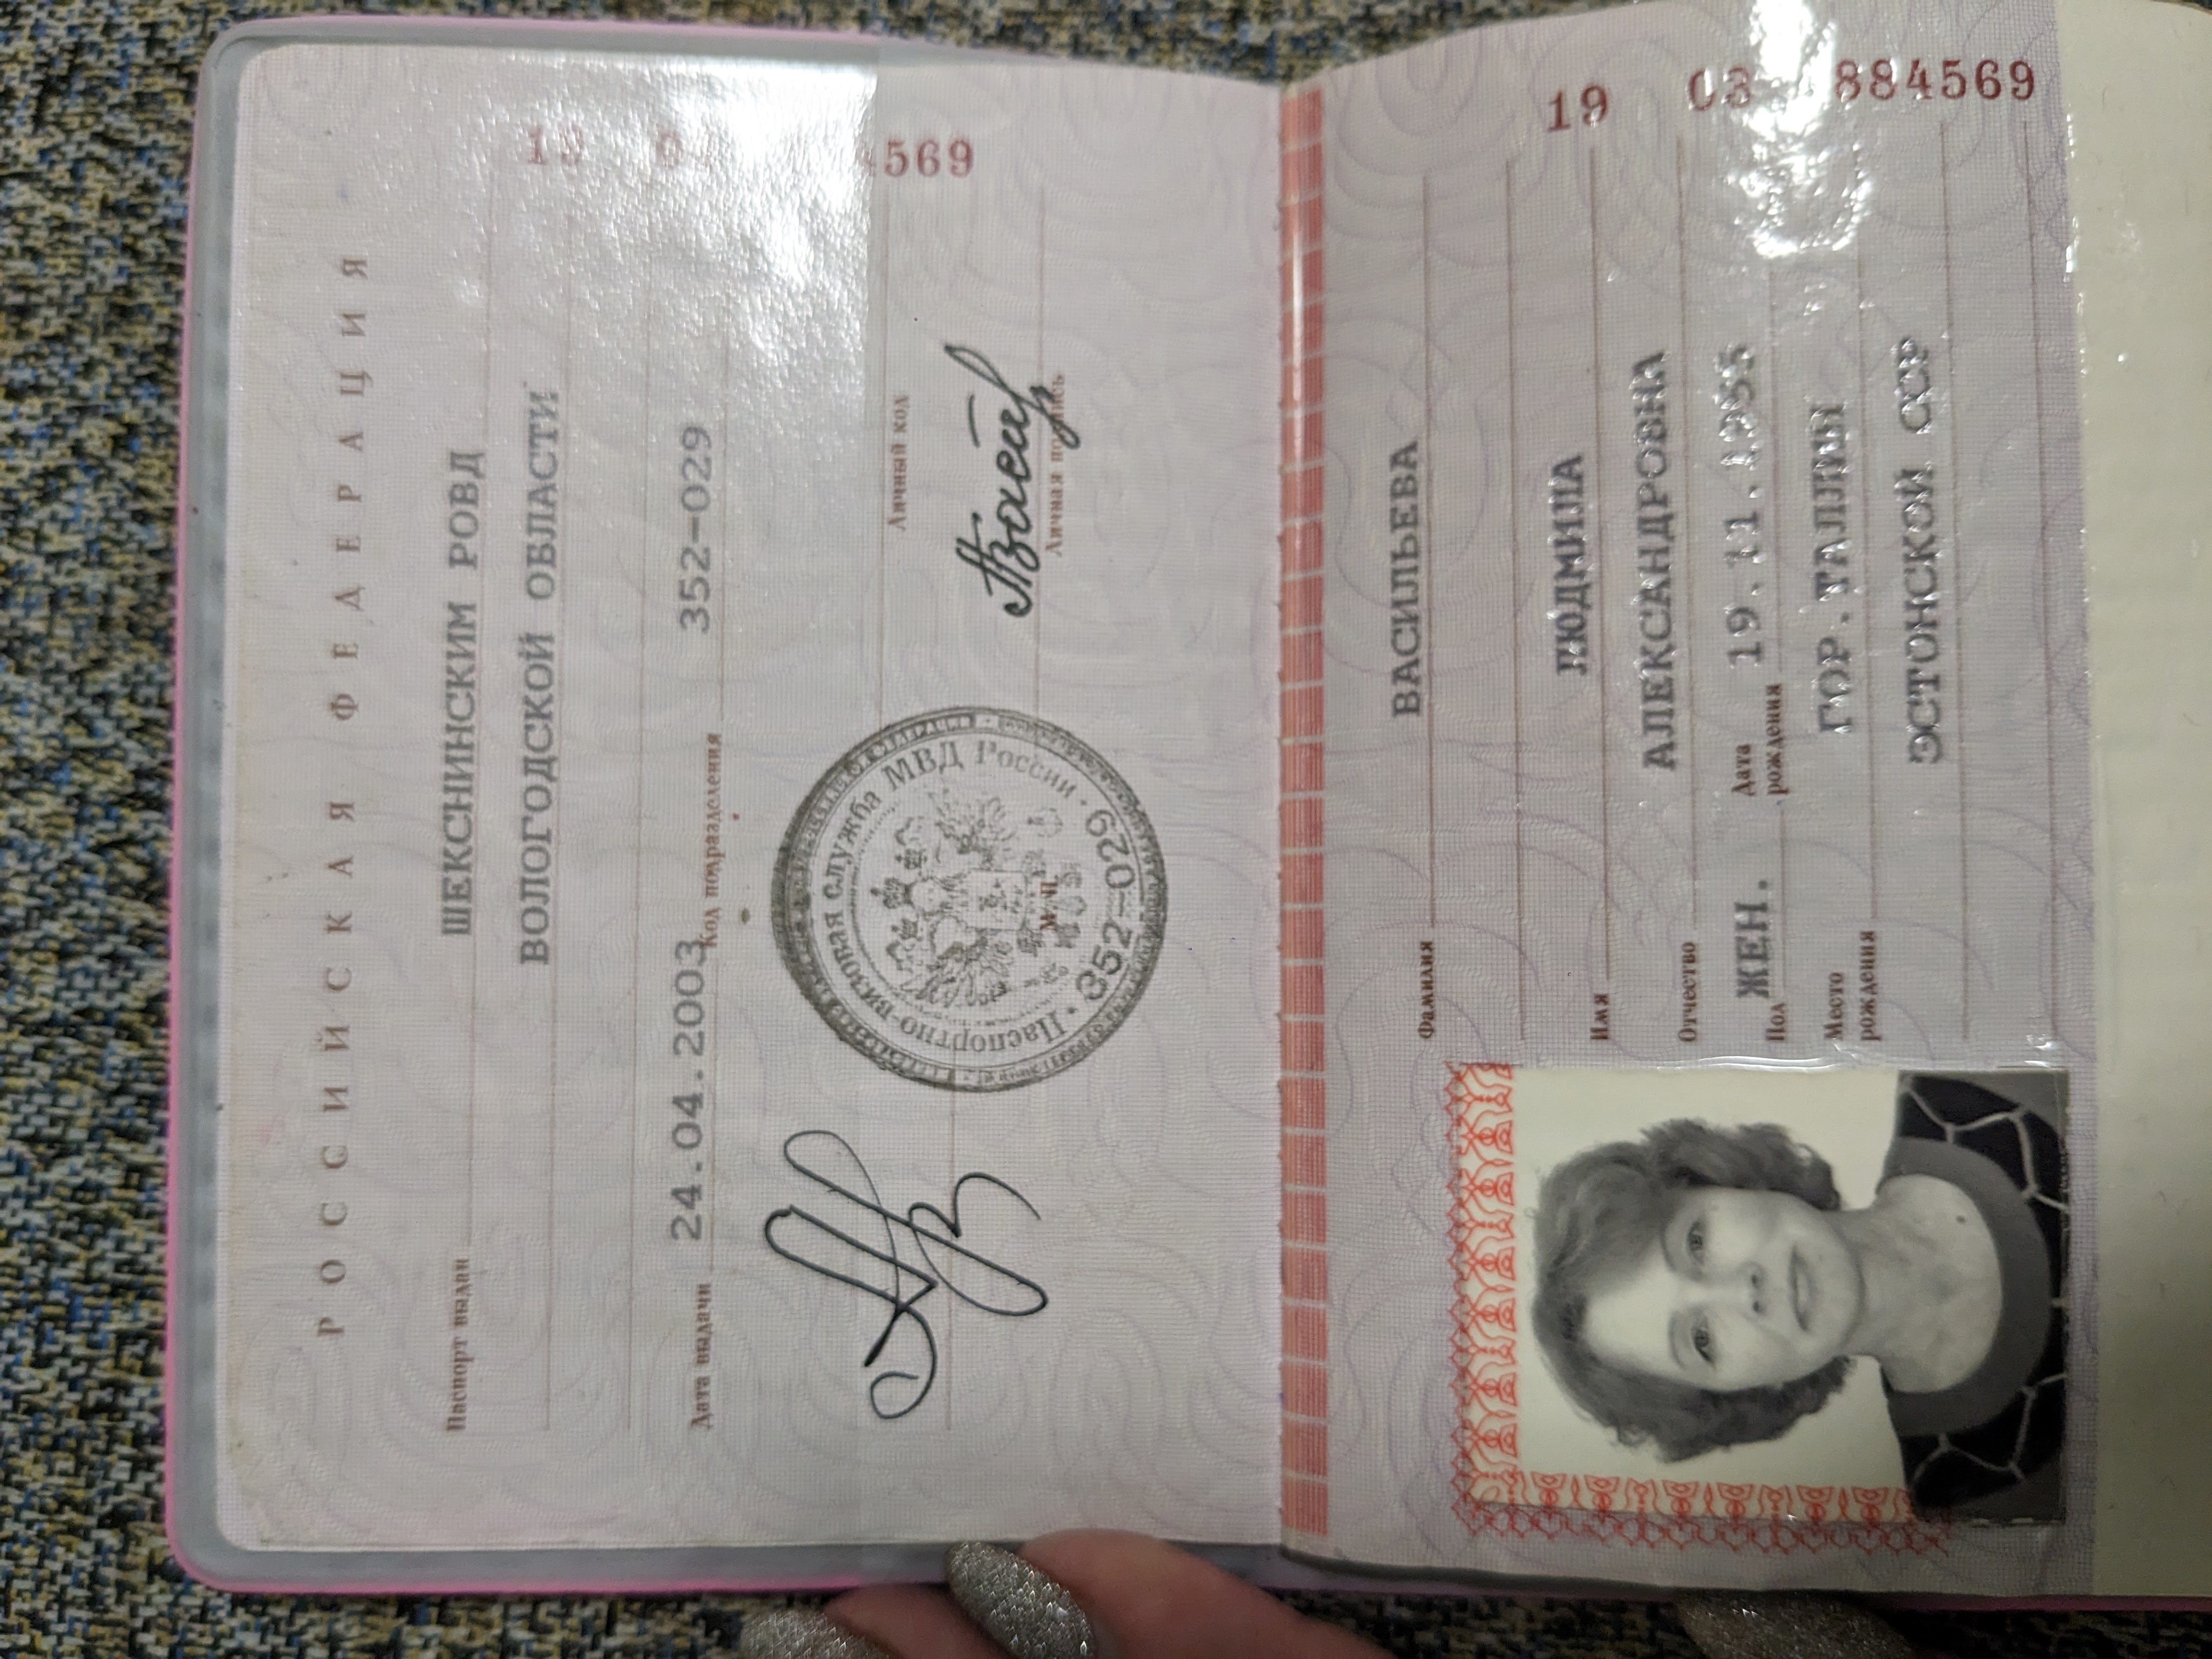 РОССИЙСКАЯ ФЕДЕРАЦИЯ
Паспорт выдан ШЕКСНИНСКИМ РОВД
ВОЛОГОДСКОЙ ОБЛАСТИ
Дата выдачи 24.04.2003 Код подразделения 352-029
Личный код
Личная подпись
М.П.
Паспортно-визовая служба МВД России · 352-029 ·
569
19 03 884569
Фамилия ВАСИЛЬЕВА
Имя ЛЮДМИЛА
Отчество АЛЕКСАНДРОВНА
Пол ЖЕН. Дата рождения 19.11.1955
Место рождения ГОР. ТАЛЛИН
ЭСТОНСКОЙ ССР